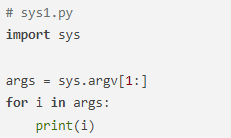 # sys1.py
import sys

args = sys.argv[1:]
for i in args:
    print(i)